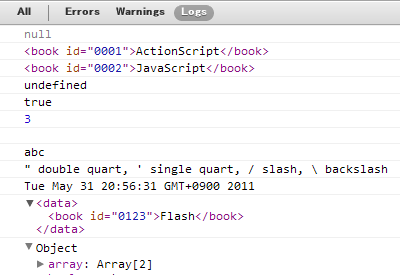 All Errors Warnings Logs
null
<book id="0001">ActionScript</book>
<book id="0002">JavaScript</book>
undefined
true
3
abc
" double quart, ' single quart, / slash, \ backslash
Tue May 31 20:56:31 GMT+0900 2011
▼<data>
<book id="0123">Flash</book>
</data>
▼Object
▶array: Array[2]